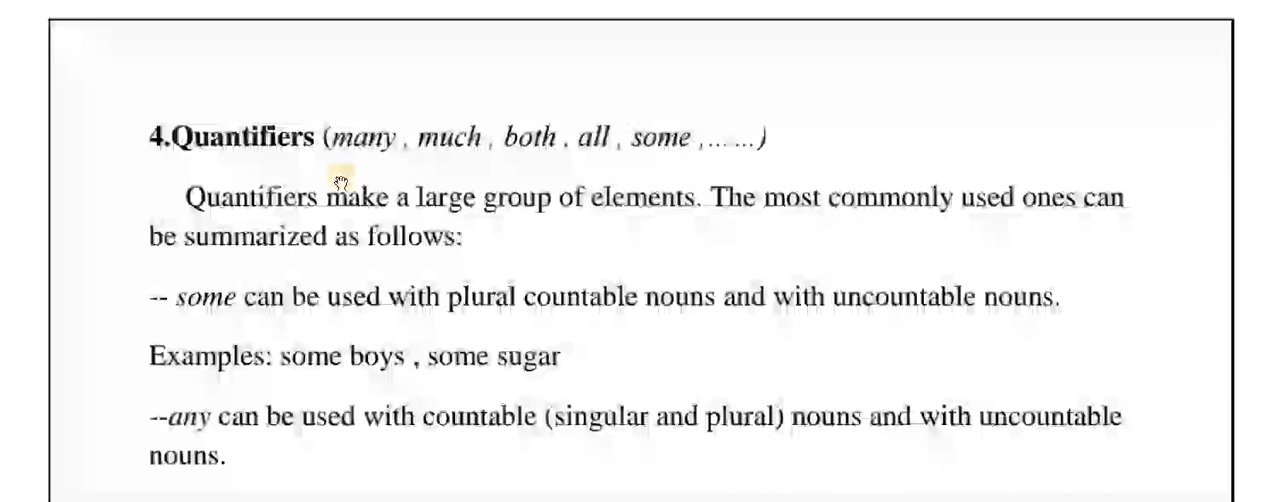 4.Quantifiers (many , much , both , all , some ,……)
Quantifiers make a large group of elements. The most commonly used ones can
be summarized as follows:
-- some can be used with plural countable nouns and with uncountable nouns.
Examples: some boys , some sugar
--any can be used with countable (singular and plural) nouns and with uncountable
nouns.